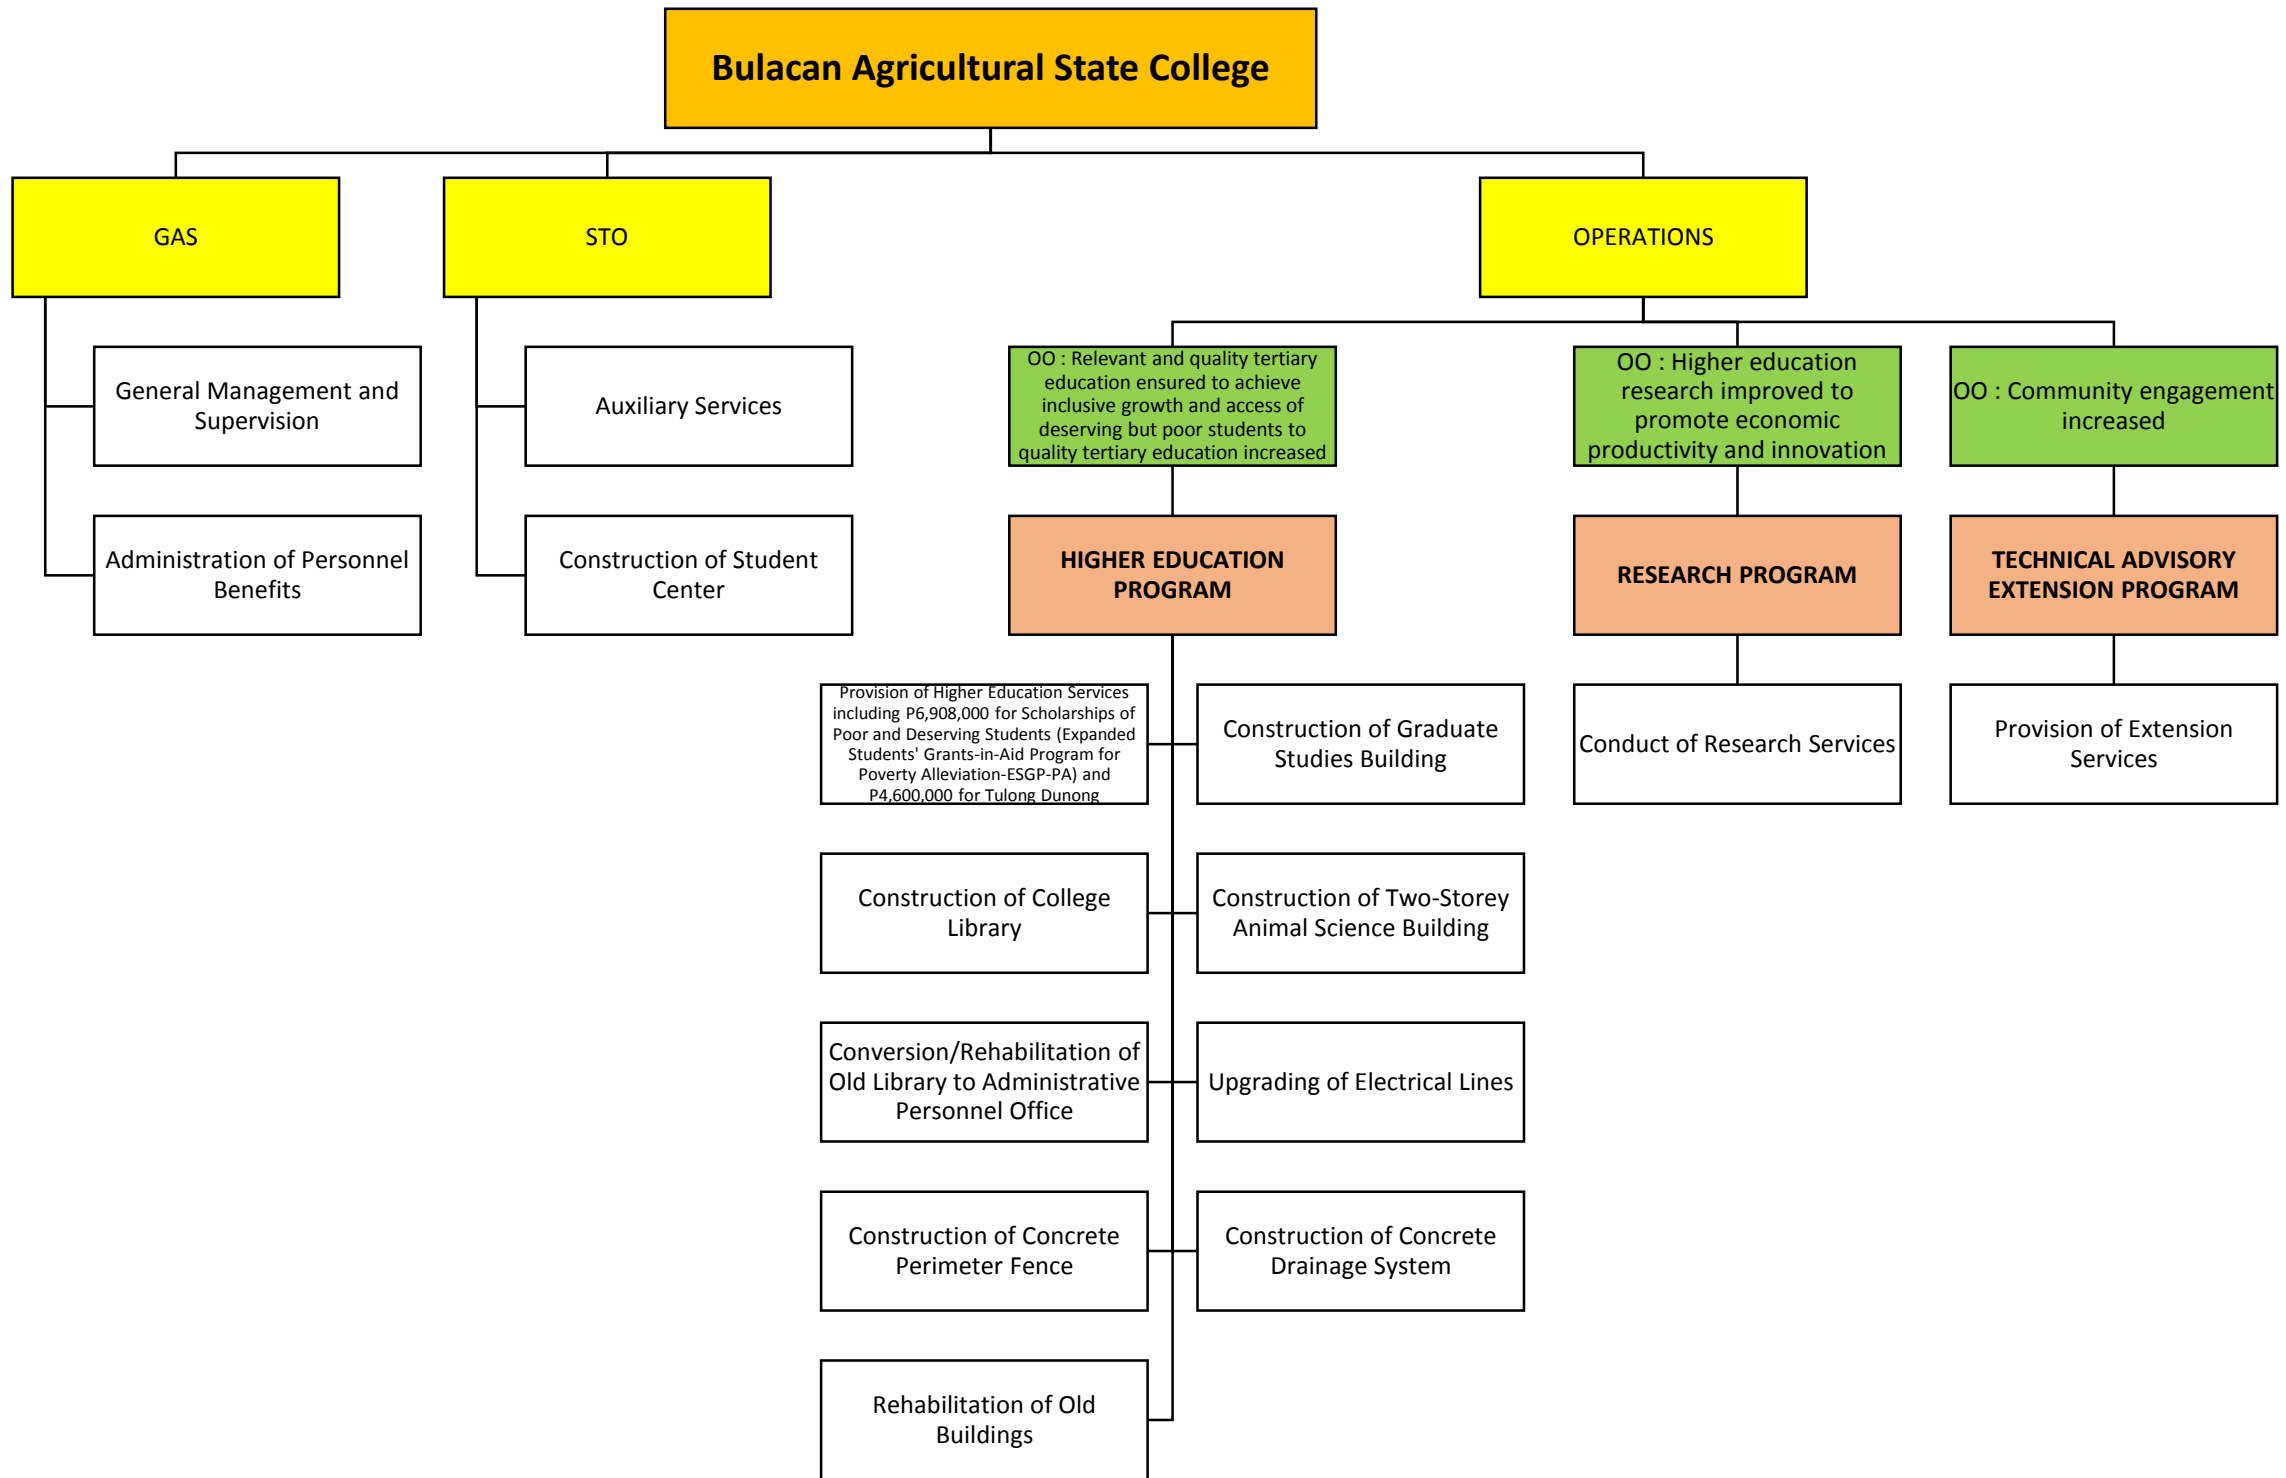 Bulacan Agricultural State College
GAS
STO
OPERATIONS
General Management and
Supervision
Auxiliary Services
OO : Relevant and quality tertiary
education ensured to achieve
inclusive growth and access of
deserving but poor students to
quality tertiary education increased
OO : Higher education
research improved to
promote economic
productivity and innovation
OO : Community engagement
increased
Administration of Personnel
Benefits
Construction of Student
Center
HIGHER EDUCATION
PROGRAM
RESEARCH PROGRAM
TECHNICAL ADVISORY
EXTENSION PROGRAM
Provision of Higher Education Services
including P6,908,000 for Scholarships of
Poor and Deserving Students (Expanded
Students' Grants-in-Aid Program for
Poverty Alleviation-ESGP-PA) and
P4,600,000 for Tulong Dunong
Construction of Graduate
Studies Building
Conduct of Research Services
Provision of Extension
Services
Construction of College
Library
Construction of Two-Storey
Animal Science Building
Conversion/Rehabilitation of
Old Library to Administrative
Personnel Office
Upgrading of Electrical Lines
Construction of Concrete
Perimeter Fence
Construction of Concrete
Drainage System
Rehabilitation of Old
Buildings